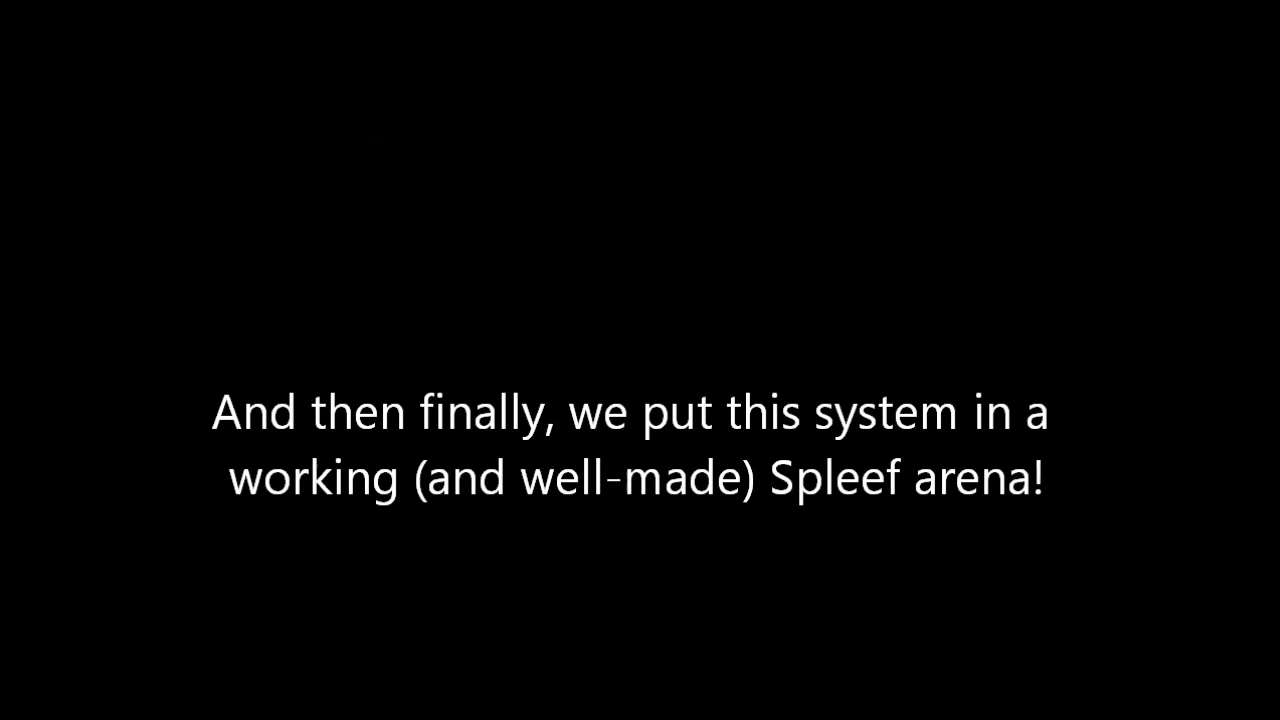 And then finally, we put this system in a
working (and well-made) Spleef arena!